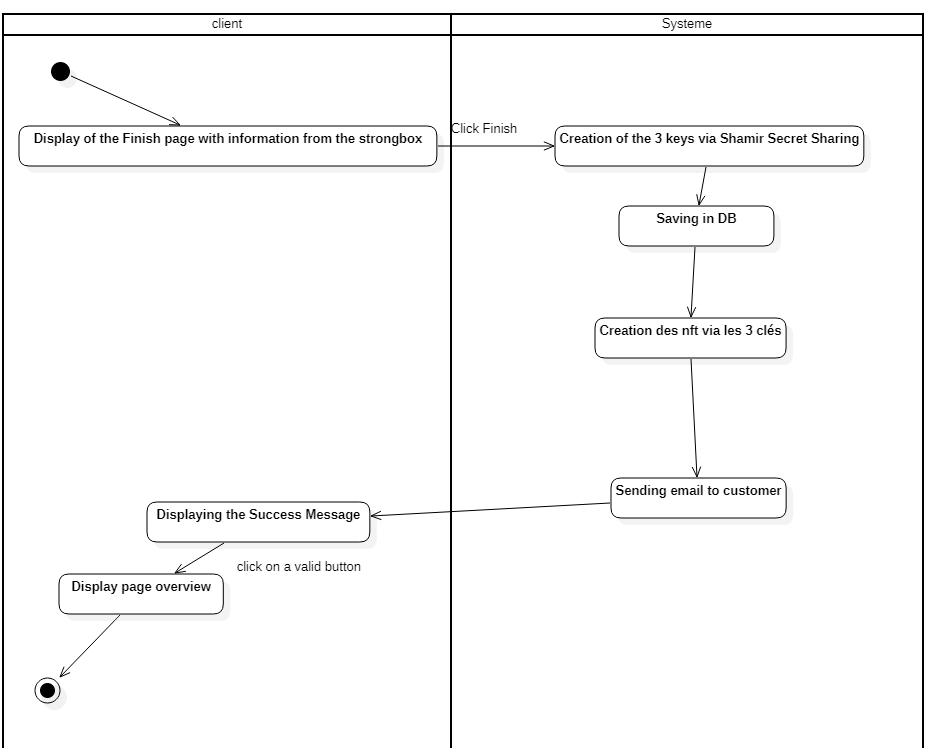 client
Systeme
Display of the Finish page with information from the strongbox
Click Finish
Creation of the 3 keys via Shamir Secret Sharing
Saving in DB
Creation des nft via les 3 clés
Sending email to customer
Displaying the Success Message
click on a valid button
Display page overview